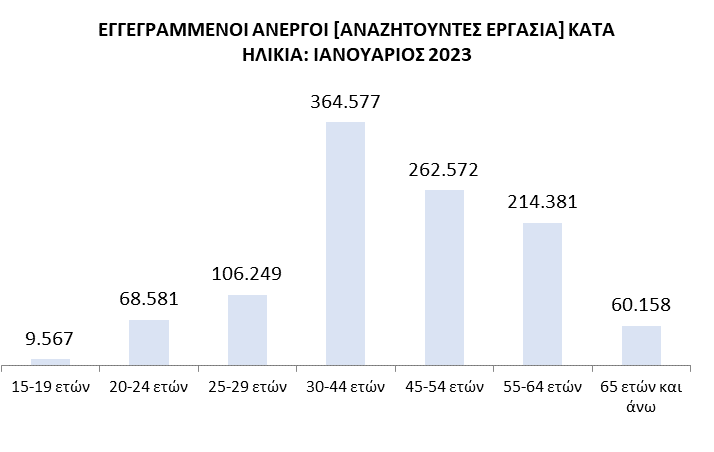 ΕΓΓΕΓΡΑΜΜΕΝΟΙ ΑΝΕΡΓΟΙ [ΑΝΑΖΗΤΟΥΝΤΕΣ ΕΡΓΑΣΙΑ] ΚΑΤΑ
ΗΛΙΚΙΑ: ΙΑΝΟΥΑΡΙΟΣ 2023
364.577
262.572
214.381
106.249
68.581
60.158
9.567
15-19 ετών
20-24 ετών
25-29 ετών
30-44 ετών
45-54 ετών
55-64 ετών
65 ετών και
άνω